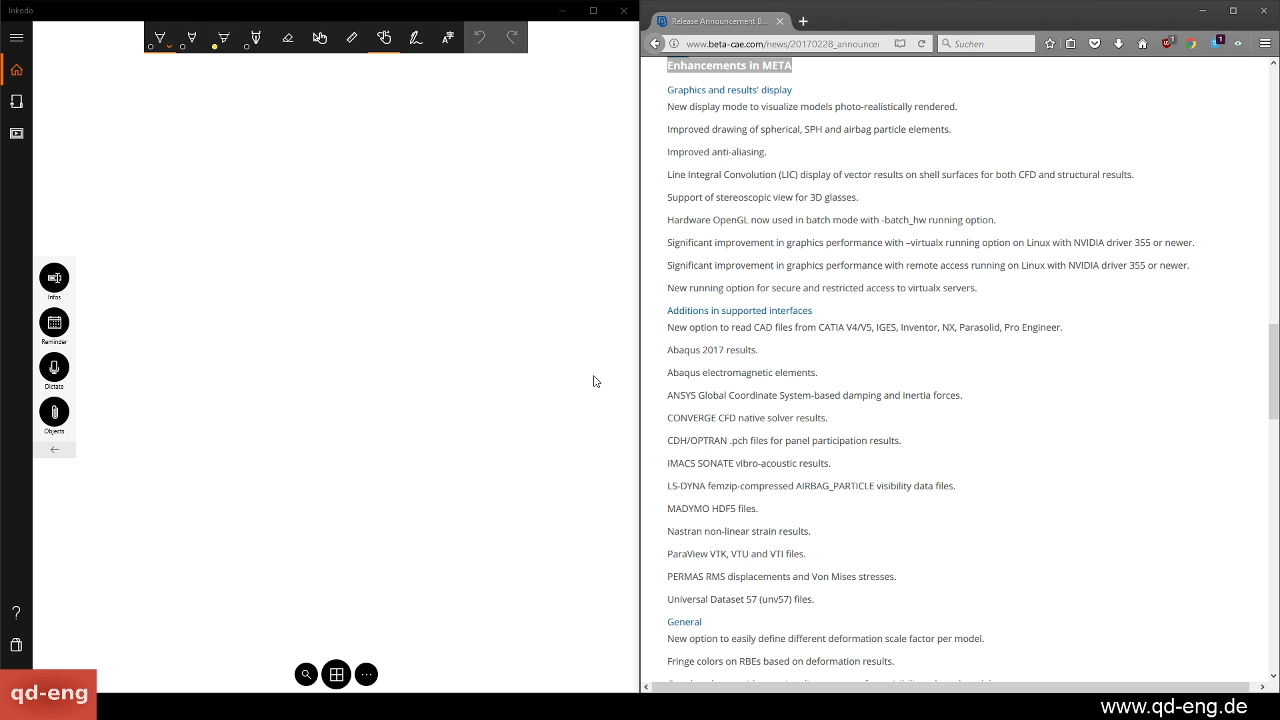 Inkodo
Infos
Reminder
Dictate
Objects
qd-eng
Release Announcement B...
www.beta-cae.com/news/20170228_announcer
Suchen
1
1
Enhancements in META
Graphics and results' display
New display mode to visualize models photo-realistically rendered.
Improved drawing of spherical, SPH and airbag particle elements.
Improved anti-aliasing.
Line Integral Convolution (LIC) display of vector results on shell surfaces for both CFD and structural results.
Support of stereoscopic view for 3D glasses.
Hardware OpenGL now used in batch mode with -batch_hw running option.
Significant improvement in graphics performance with –virtualx running option on Linux with NVIDIA driver 355 or newer.
Significant improvement in graphics performance with remote access running on Linux with NVIDIA driver 355 or newer.
New running option for secure and restricted access to virtualx servers.
Additions in supported interfaces
New option to read CAD files from CATIA V4/V5, IGES, Inventor, NX, Parasolid, Pro Engineer.
Abaqus 2017 results.
Abaqus electromagnetic elements.
ANSYS Global Coordinate System-based damping and inertia forces.
CONVERGE CFD native solver results.
CDH/OPTRAN .pch files for panel participation results.
IMACS SONATE vibro-acoustic results.
LS-DYNA femzip-compressed AIRBAG_PARTICLE visibility data files.
MADYMO HDF5 files.
Nastran non-linear strain results.
ParaView VTK, VTU and VTI files.
PERMAS RMS displacements and Von Mises stresses.
Universal Dataset 57 (unv57) files.
General
New option to easily define different deformation scale factor per model.
Fringe colors on RBEs based on deformation results.
www.qd-eng.de